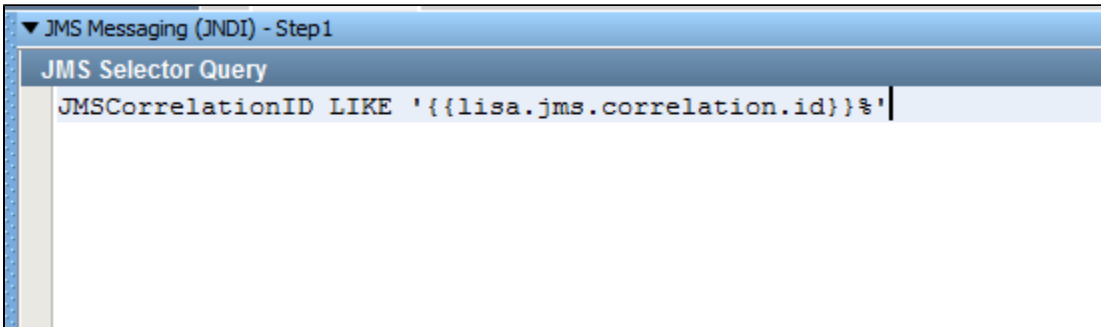 JMS Messaging (JNDI) - Step1
JMS Selector Query
JMSCorrelationID LIKE '{{lisa.jms.correlation.id}}%'